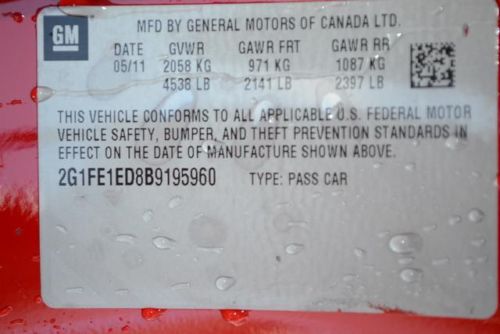 GM
MFD BY GENERAL MOTORS OF CANADA LTD.
DATE GVWR GAWR FRT GAWR RR
05/11 2058 KG 971 KG 1087 KG
4538 LB 2141 LB 2397 LB
THIS VEHICLE CONFORMS TO ALL APPLICABLE U.S. FEDERAL MOTOR
VEHICLE SAFETY, BUMPER, AND THEFT PREVENTION STANDARDS IN
EFFECT ON THE DATE OF MANUFACTURE SHOWN ABOVE.
2G1FE1ED8B9195960 TYPE: PASS CAR